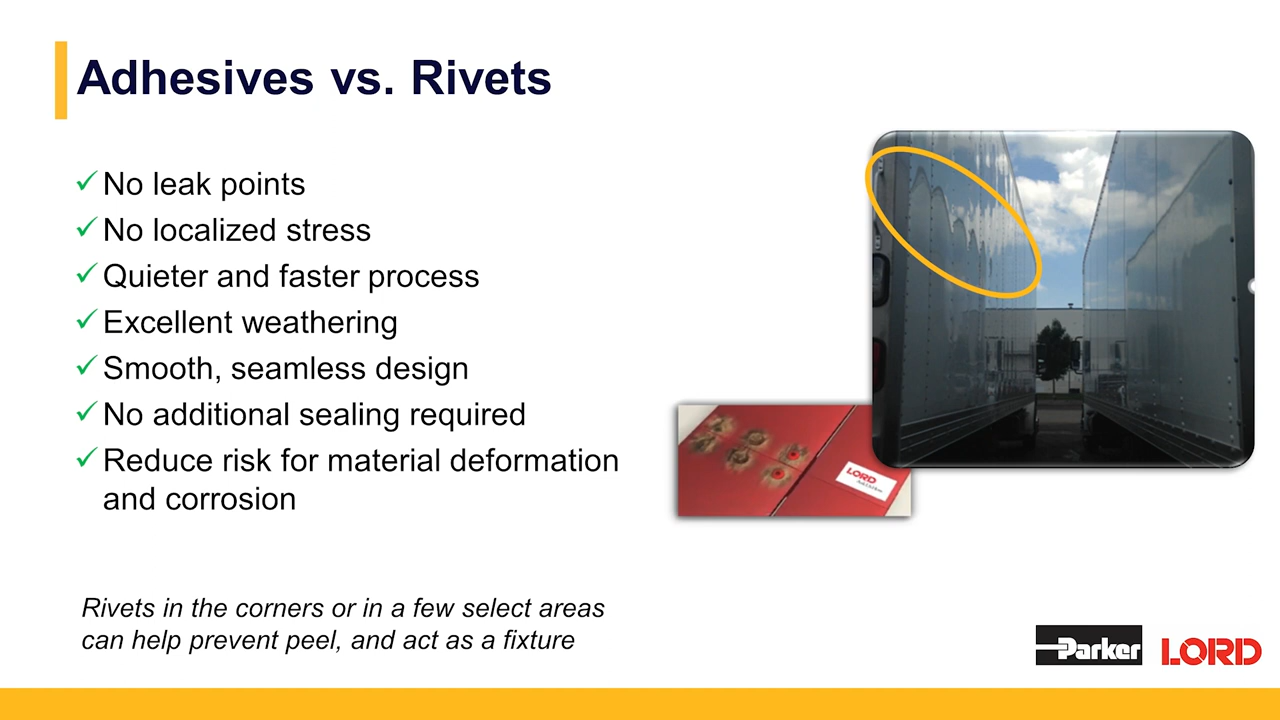 Adhesives vs. Rivets
No leak points
No localized stress
Quieter and faster process
Excellent weathering
Smooth, seamless design
No additional sealing required
Reduce risk for material deformation
and corrosion
LORD
Rivets in the corners or in a few select areas
can help prevent peel, and act as a fixture
Parker LORD